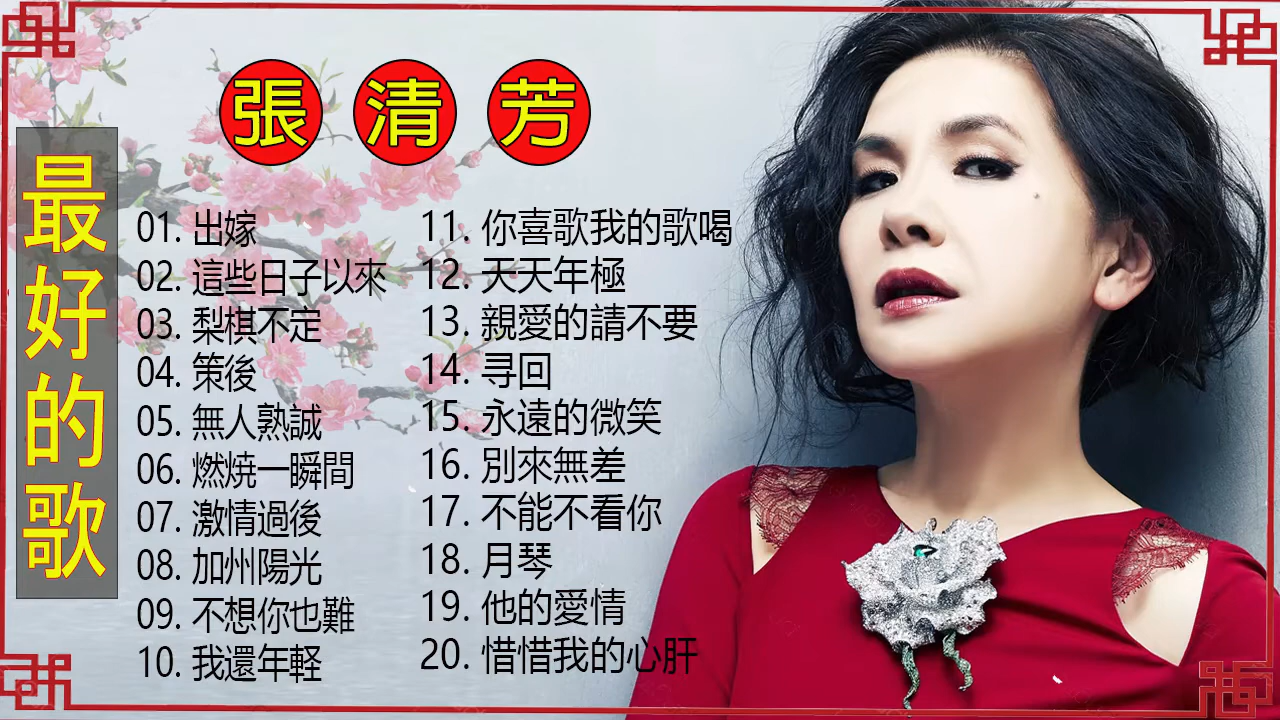 張清芳
最好的歌
01. 出嫁
02. 這些日子以來
03. 梨棋不定
04. 策後
05. 無人熟誠
06. 燃燒一瞬間
07. 激情過後
08. 加州陽光
09. 不想你也難
10. 我還年軽
11. 你喜歌我的歌喝
12. 天天年極
13. 親愛的請不要
14. 寻回
15. 永遠的微笑
16. 別來無差
17. 不能不看你
18. 月琴
19. 他的愛情
20. 惜惜我的心肝